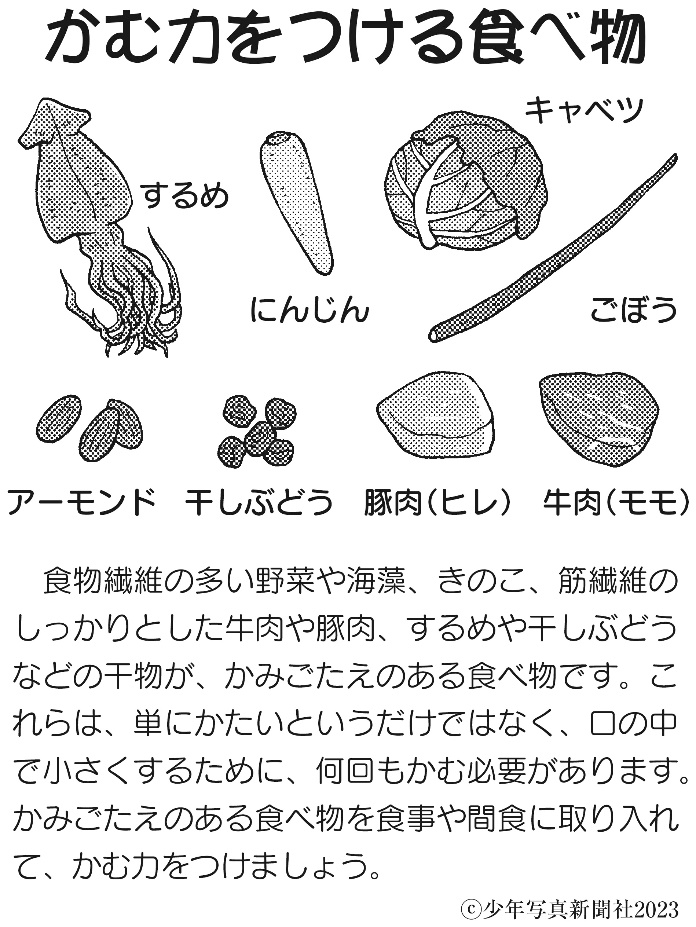 かむ力をつける食べ物
キャベツ
するめ
にんじん
ごぼう
アーモンド
干しぶどう
豚肉(ヒレ)
牛肉(モモ)
食物繊維の多い野菜や海藻、きのこ、筋繊維の
しっかりとした牛肉や豚肉、するめや干しぶどう
などの干物が、かみごたえのある食べ物です。こ
れらは、単にかたいというだけではなく、口の中
で小さくするために、何回もかむ必要があります。
かみごたえのある食べ物を食事や間食に取り入れ
て、かむ力をつけましょう。
©少年写真新聞社2023